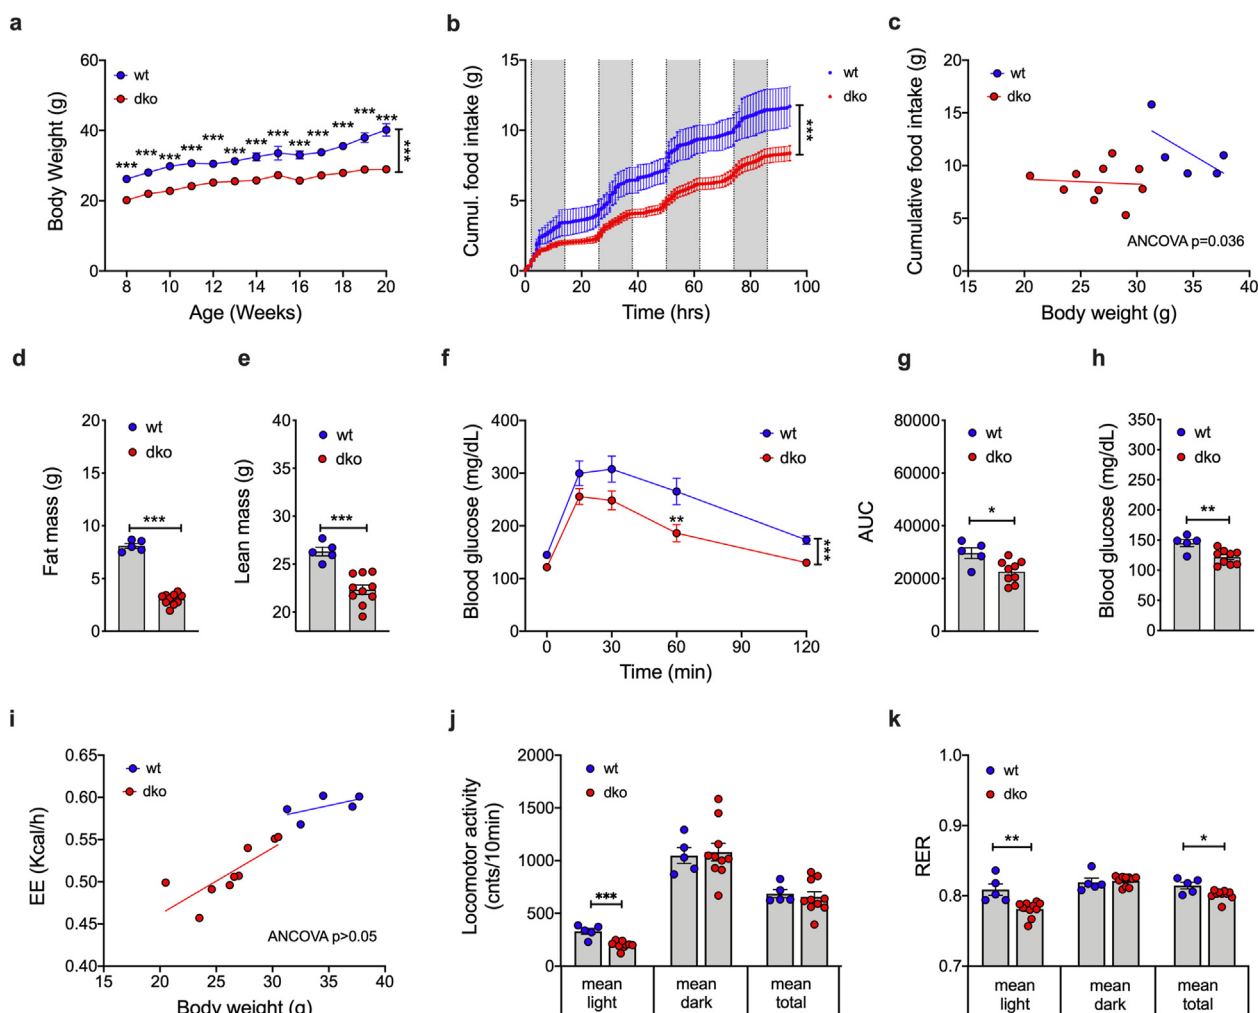 a
60
wt
dko
40
20
0
*** *** *** *** *** *** *** *** *** *** *** *** ***
***
8 10 12 14 16 18 20
Age (Weeks)
Body Weight (g)
b
15
10
5
0
wt
dko
***
0 20 40 60 80 100
Time (hrs)
Cumul. food intake (g)
c
20
15
10
5
0
wt
dko
ANCOVA p=0.036
15 20 25 30 35 40
Body weight (g)
Cumulative food intake (g)
d
20
15
10
5
0
wt
dko
***
Fat mass (g)
e
40
35
30
25
20
wt
dko
***
Lean mass (g)
f
400
300
200
100
0
wt
dko
**
***
0 30 60 90 120
Time (min)
Blood glucose (mg/dL)
g
80000
60000
40000
20000
0
wt
dko
*
AUC
h
350
300
250
200
150
100
50
0
wt
dko
**
Blood glucose (mg/dL)
i
0.65
0.60
0.55
0.50
0.45
0.40
wt
dko
ANCOVA p>0.05
15 20 25 30 35 40
Body weight (g)
EE (Kcal/h)
j
2000
1500
1000
500
0
wt
dko
***
mean light
mean dark
mean total
Locomotor activity
(cnts/10min)
k
1.0
0.9
0.8
0.7
wt
dko
**
*
mean light
mean dark
mean total
RER